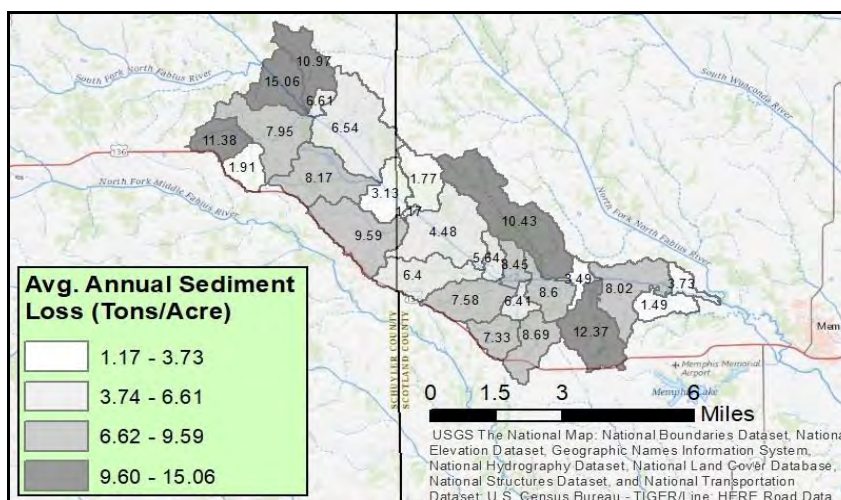 10.97
South Fork North Fabius River
15.06
South Wyaconda River
6.61
7.95
6.54
11.38
136
1.91
8.17
1.77
North Fork Middle Fabius River
3.13
1.17
10.43
9.59
4.48
North Fork North Fabius River
5.64
8.45
6.4
3.49
3.73
8.02
8.6
7.58
6.41
1.49
7.33
8.69
12.37
SCHUYLER COUNTY
SCOTLAND COUNTY
Memphis Memorial
Airport
Memphis Lake
Mem
Avg. Annual Sediment
Loss (Tons/Acre)
1.17 - 3.73
3.74 - 6.61
6.62 - 9.59
9.60 - 15.06
0 1.5 3 6
Miles
USGS The National Map: National Boundaries Dataset, Nationa
Elevation Dataset, Geographic Names Information System,
National Hydrography Dataset, National Land Cover Database,
National Structures Dataset, and National Transportation
Dataset; U.S. Census Bureau - TIGER/Line; HERE Road Data